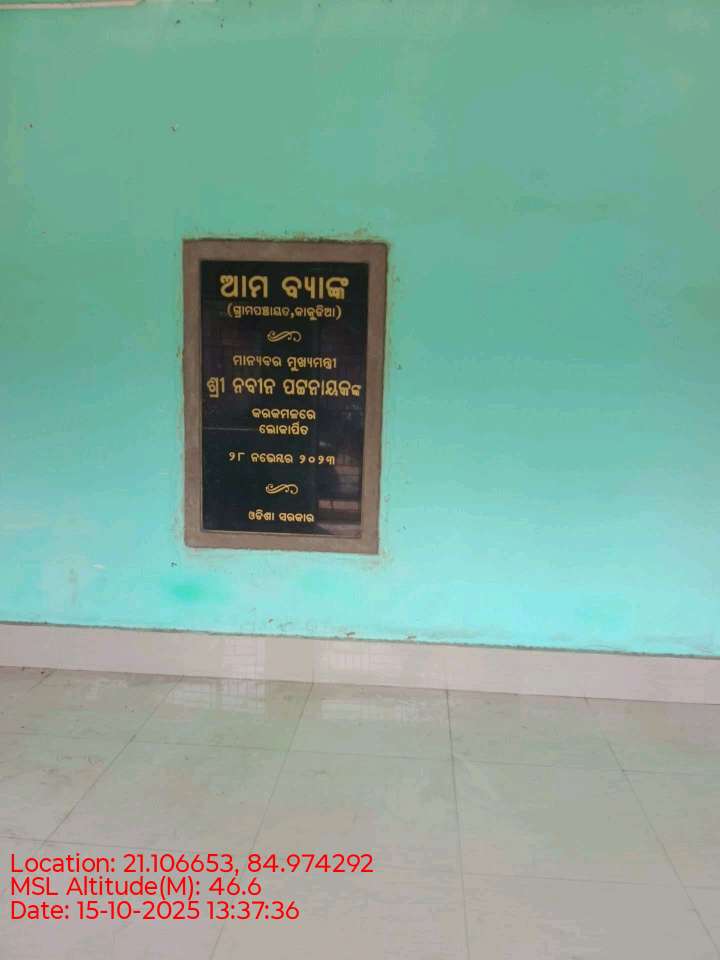 ଆମ ବ୍ୟାଙ୍କ
(ଗ୍ରାମପଞ୍ଚାୟତ,କାକୁଡିଆ)
ମାନ୍ୟବର ମୁଖ୍ୟମନ୍ତ୍ରୀ
ଶ୍ରୀ ନବୀନ ପଟ୍ଟନାୟକଙ୍କ
କରକମଳରେ
ଲୋକାର୍ପିତ
୨୮ ନଭେମ୍ବର ୨୦୨୩
ଓଡିଶା ସରକାର
Location: 21.106653, 84.974292
MSL Altitude(M): 46.6
Date: 15-10-2025 13:37:36